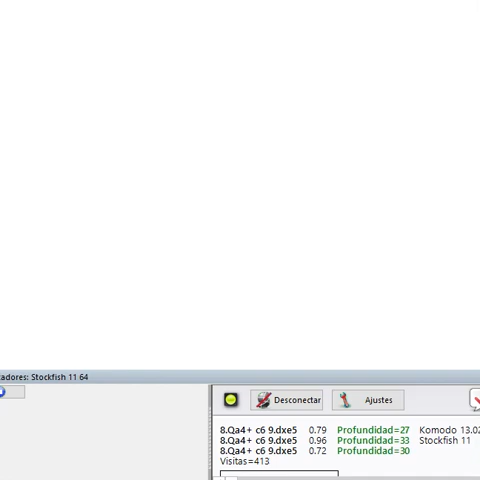 adores: Stockfish 11 64
Desconectar Ajustes
8.Qa4+ c6 9.dxe5 0.79 Profundidad=27 Komodo 13.02
8.Qa4+ c6 9.dxe5 0.96 Profundidad=33 Stockfish 11
8.Qa4+ c6 9.dxe5 0.72 Profundidad=30
Visitas=413